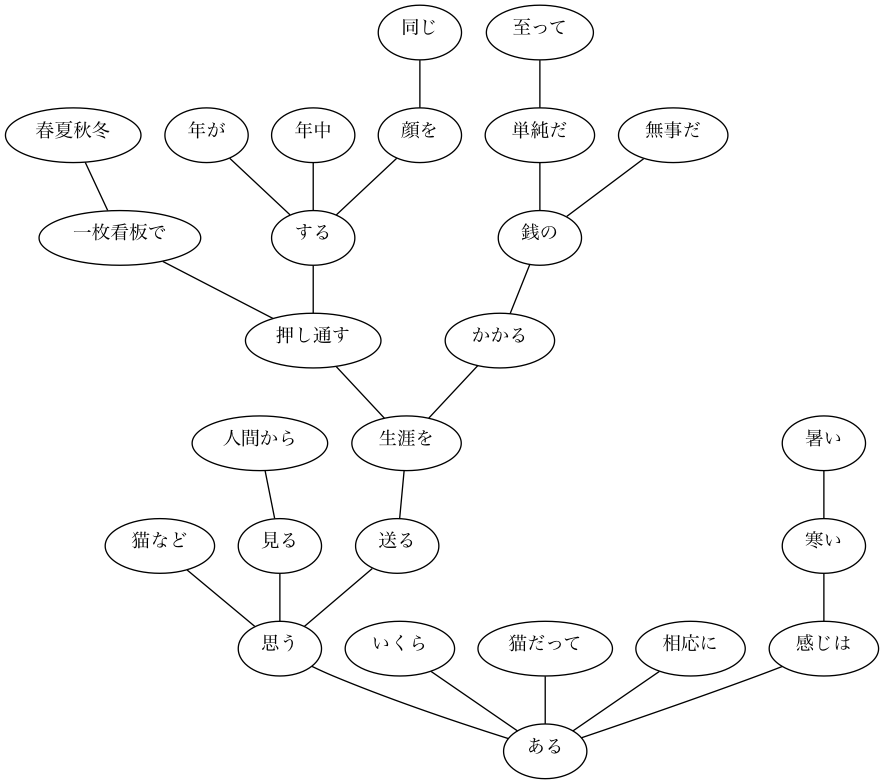 同じ
至って
春夏秋冬
年が
年中
顔を
単純だ
無事だ
一枚看板で
する
銭の
押し通す
かかる
人間から
生涯を
暑い
猫など
見る
送る
寒い
思う
いくら
猫だって
相応に
感じは
ある